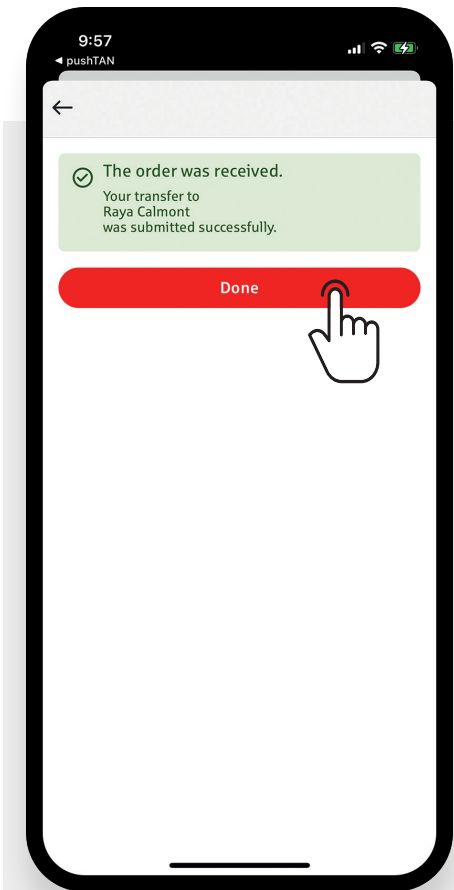 9:57
◀ pushTAN
The order was received.
Your transfer to
Raya Calmont
was submitted successfully.
Done